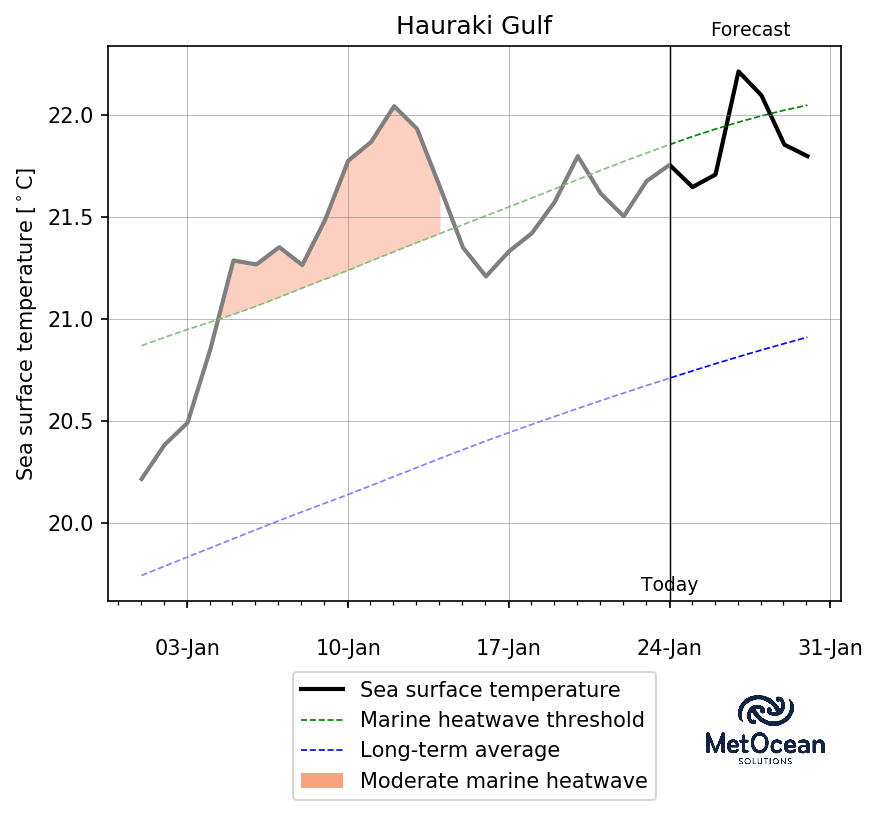 Hauraki Gulf
Forecast
22.0
21.5
21.0
20.5
20.0
Sea surface temperature [°C]
Today
03-Jan
10-Jan
17-Jan
24-Jan
31-Jan
Sea surface temperature
Marine heatwave threshold
Long-term average
Moderate marine heatwave
MetOcean
SOLUTIONS